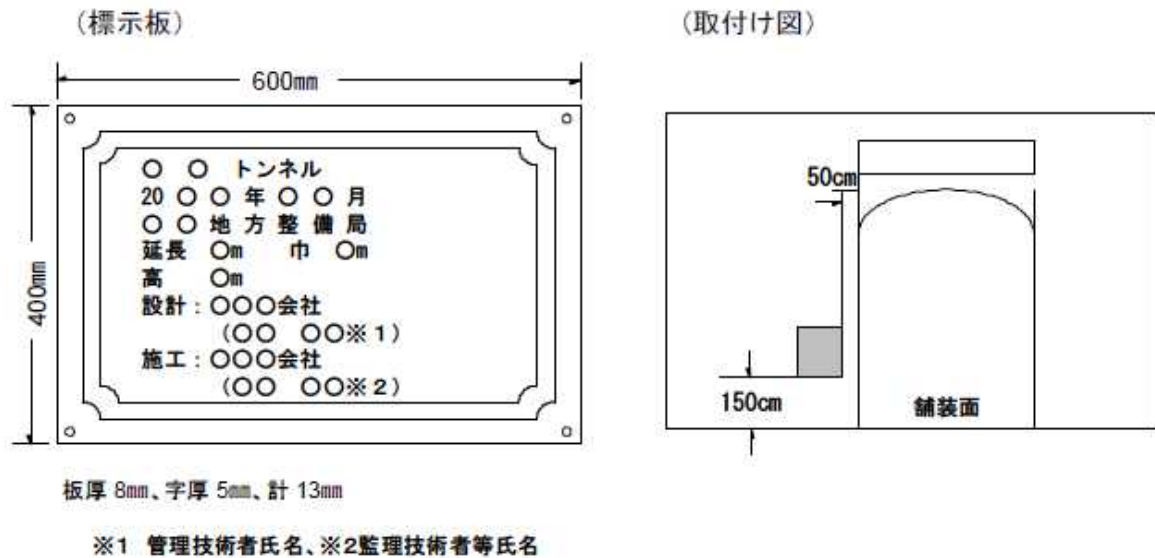 （標示板）
600㎜
400㎜
○ ○ トンネル
20 ○ ○ 年 ○ ○ 月
○ ○ 地 方 整 備 局
延長 ○m 巾 ○m
高 ○m
設計：○○○会社
（○○ ○○※1）
施工：○○○会社
（○○ ○○※2）
板厚 8㎜、字厚 5㎜、計 13㎜
※1 管理技術者氏名、※2監理技術者等氏名
（取付け図）
50㎝
150㎝
舗装面